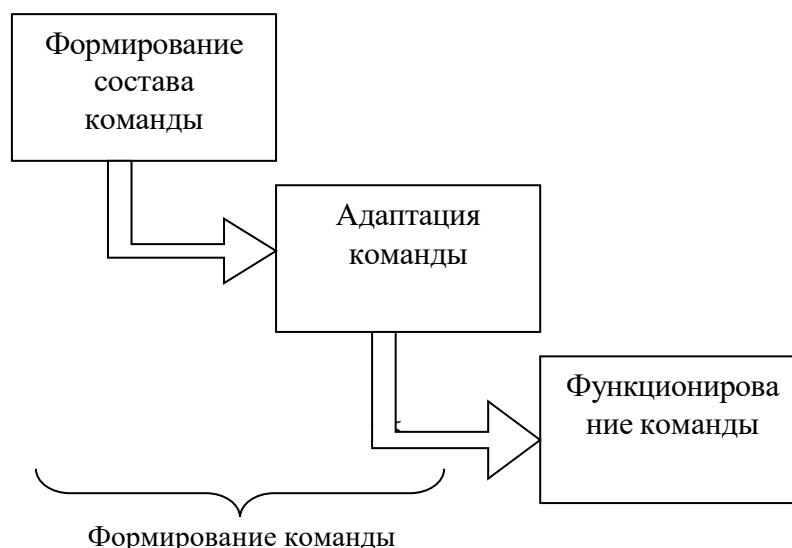 Формирование
состава
команды
Адаптация
команды
Функционирова
ние команды
Формирование команды